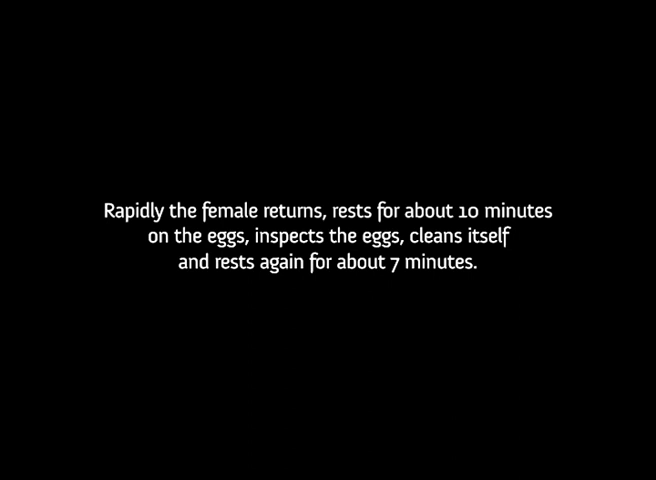 Rapidly the female returns, rests for about 10 minutes
on the eggs, inspects the eggs, cleans itself
and rests again for about 7 minutes.